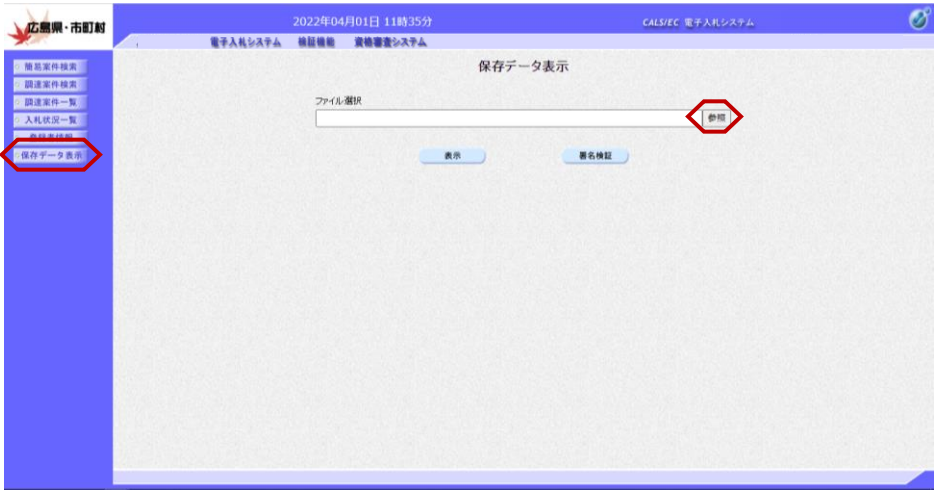 広島県・市町村
2022年04月01日 11時35分
CALS/EC 電子入札システム
電子入札システム 検証機能 資格審査システム
簡易案件検索
調達案件検索
調達案件一覧
入札状況一覧
登録者情報
保存データ表示
保存データ表示
ファイル選択
参照
表示
署名検証